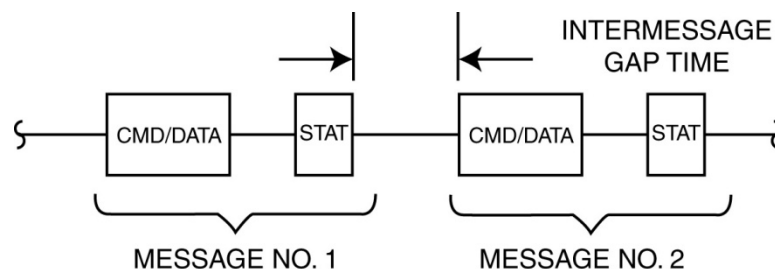 INTERMESSAGE
GAP TIME
CMD/DATA
STAT
CMD/DATA
STAT
MESSAGE NO. 1
MESSAGE NO. 2